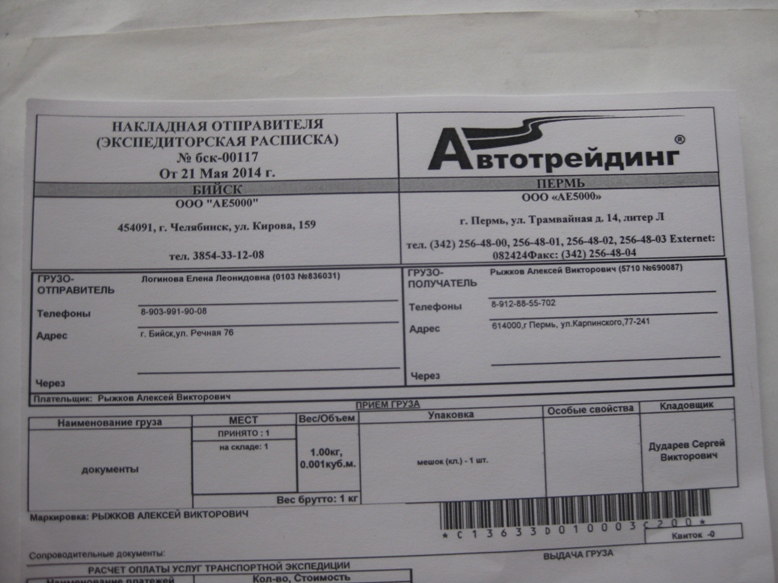 НАКЛАДНАЯ ОТПРАВИТЕЛЯ
(ЭКСПЕДИТОРСКАЯ РАСПИСКА)
№ бск-00117
От 21 Мая 2014 г.
Автотрейдинг®
БИЙСК
ПЕРМЬ
ООО "АЕ5000"
ООО «АЕ5000»
454091, г. Челябинск, ул. Кирова, 159
г. Пермь, ул. Трамвайная д. 14, литер Л
тел. 3854-33-12-08
тел. (342) 256-48-00, 256-48-01, 256-48-02, 256-48-03 Externet:
082424Факс: (342) 256-48-04
ГРУЗО-
ОТПРАВИТЕЛЬ
Логинова Елена Леонидовна (0103 №836031)
Телефоны
8-903-991-90-08
Адрес
г. Бийск,ул. Речная 76
Через
ГРУЗО-
ПОЛУЧАТЕЛЬ
Рыжков Алексей Викторович (5710 №690087)
Телефоны
8-912-88-55-702
Адрес
614000,г Пермь, ул.Карпинского,77-241
Через
Плательщик: Рыжков Алексей Викторович
ПРИЕМ ГРУЗА
Наименование груза
МЕСТ
Вес/Объем
Упаковка
Особые свойства
Кладовщик
ПРИНЯТО : 1
на складе: 1
документы
1.00кг,
0.001куб.м.
мешок (кл.) - 1 шт.
Дударев Сергей
Викторович
Вес брутто: 1 кг
Маркировка: РЫЖКОВ АЛЕКСЕЙ ВИКТОРОВИЧ
*C13633D010003C200*
Квиток -0
Сопроводительные документы:
ВЫДАЧА ГРУЗА
РАСЧЕТ ОПЛАТЫ УСЛУГ ТРАНСПОРТНОЙ ЭКСПЕДИЦИИ
Наименование платежей
Кол-во, Стоимость